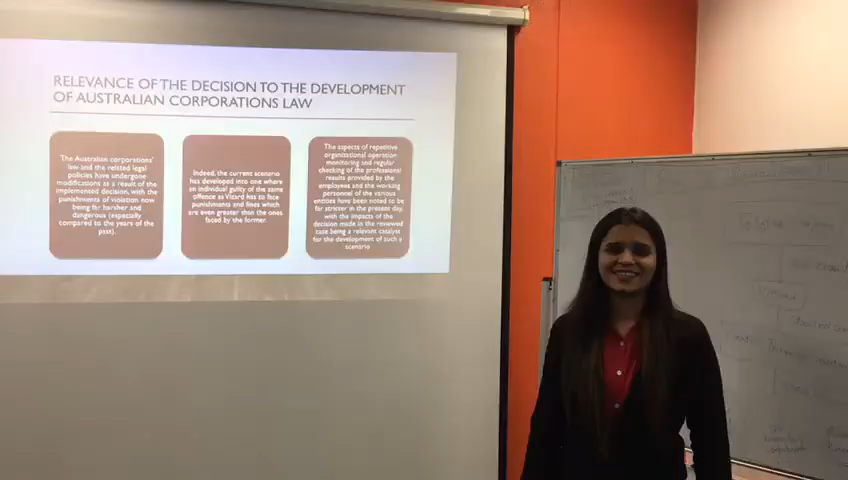 RELEVANCE OF THE DECISION TO THE DEVELOPMENT
OF AUSTRALIAN CORPORATIONS LAW
The Australian corporations'
law and the related legal
policies have undergone
modifications as a result of the
implemented decision, with the
punishments of violation now
being far harsher and
dangerous (especially
compared to the years of the
past).
Indeed, the current scenario
has developed into one where
an individual guilty of the same
offence as Vizard has to face
punishments and fines which
are even greater than the ones
faced by the former.
The aspects of repetitive
organizational operation
monitoring and regular
checking of the professional
results provided by the
employees and the working
personnel of the various
entities have been noted to be
far stricter in the present day,
with the impacts of the
decision made in the reviewed
case being a relevant catalyst
for the development of such a
scenario